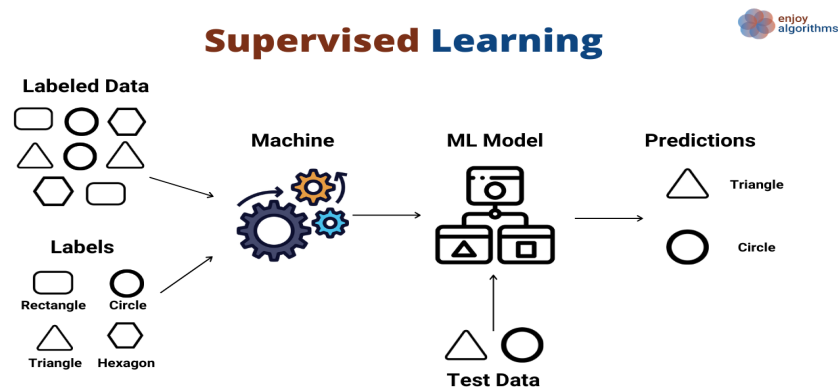 Supervised Learning
enjoy
algorithms
Labeled Data
Machine
ML Model
Predictions
Triangle
Circle
Labels
Rectangle Circle
Triangle Hexagon
Test Data